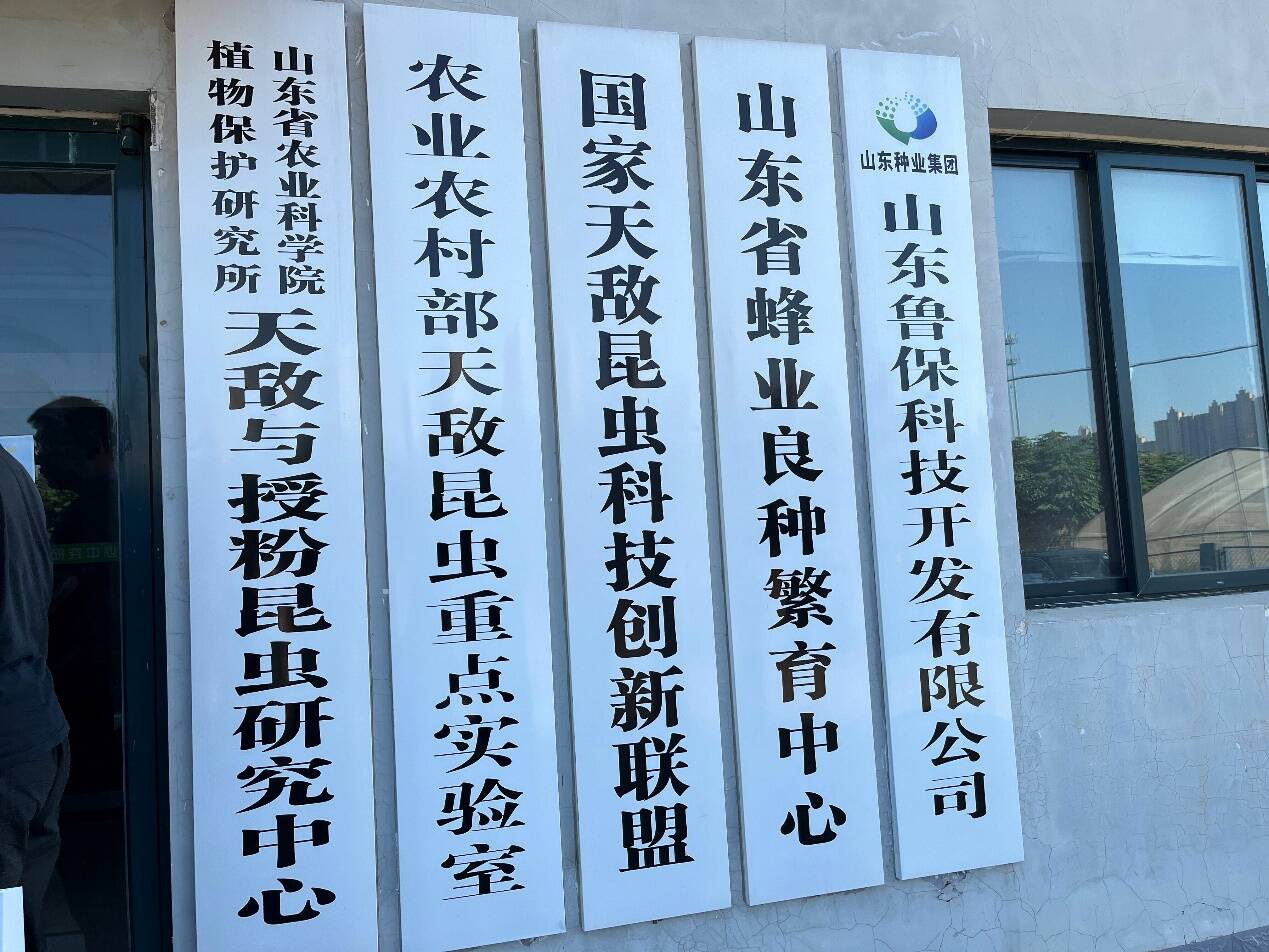 山东省农业科学院
植物保护研究所
天敌与授粉昆虫研究中心
农业农村部天敌昆虫重点实验室
国家天敌昆虫科技创新联盟
山东省蜂业良种繁育中心
山东种业集团
山东鲁保科技开发有限公司